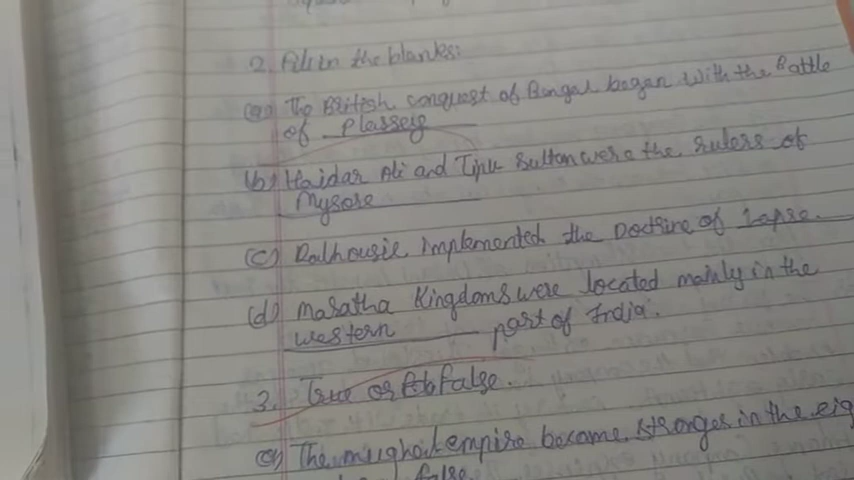 2. Fill in the blanks:
(a) The British conquest of Bengal began with the Battle
of Plassey
(b) Haidar Ali and Tipu Sultan were the rulers of
Mysore
(c) Dalhousie implemented the Doctrine of Lapse.
(d) Maratha Kingdoms were located mainly in the
western part of India.
3. True or False.
The mughal empire became stronger in the eig
false.